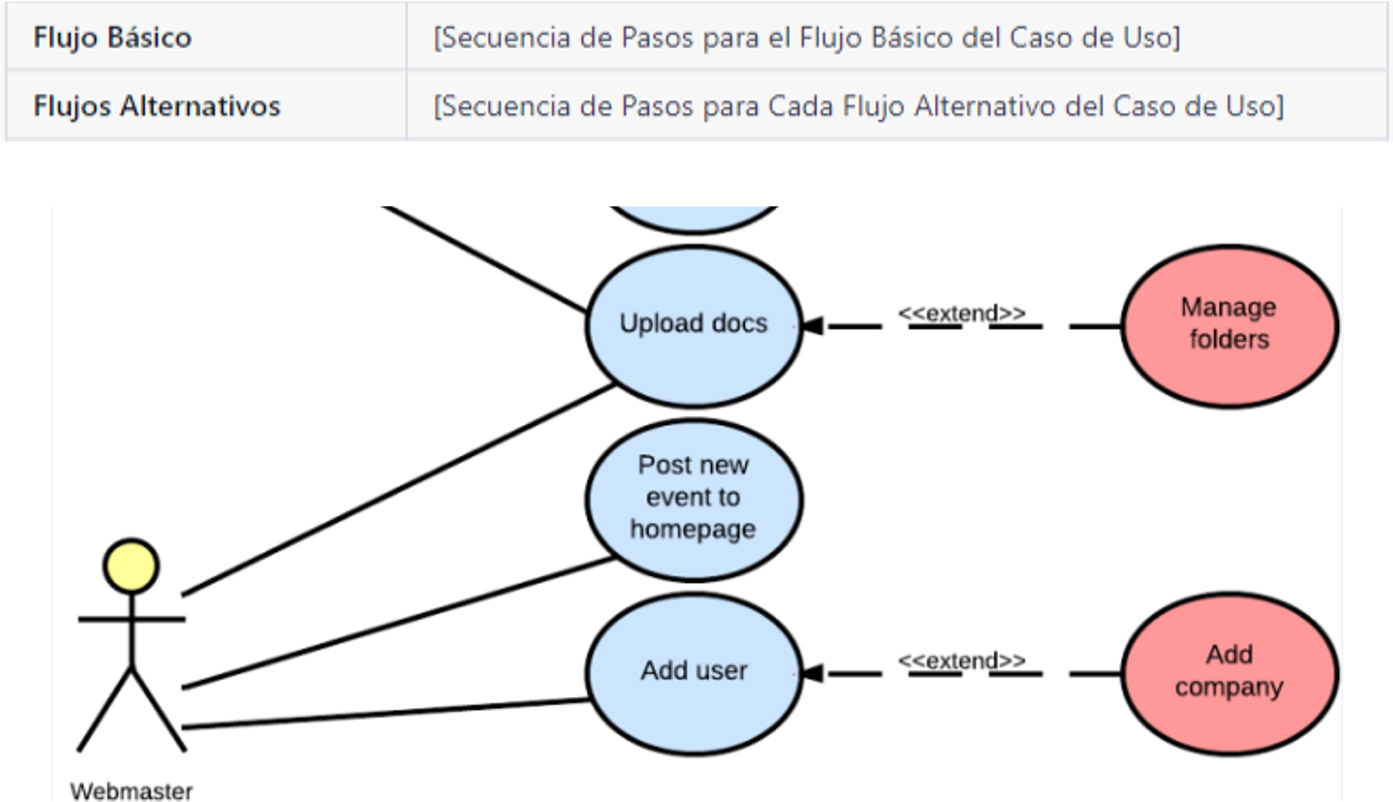 Flujo Básico [Secuencia de Pasos para el Flujo Básico del Caso de Uso]
Flujos Alternativos [Secuencia de Pasos para Cada Flujo Alternativo del Caso de Uso]
Upload docs
<<extend>>
Manage
folders
Post new
event to
homepage
Add user
<<extend>>
Add
company
Webmaster